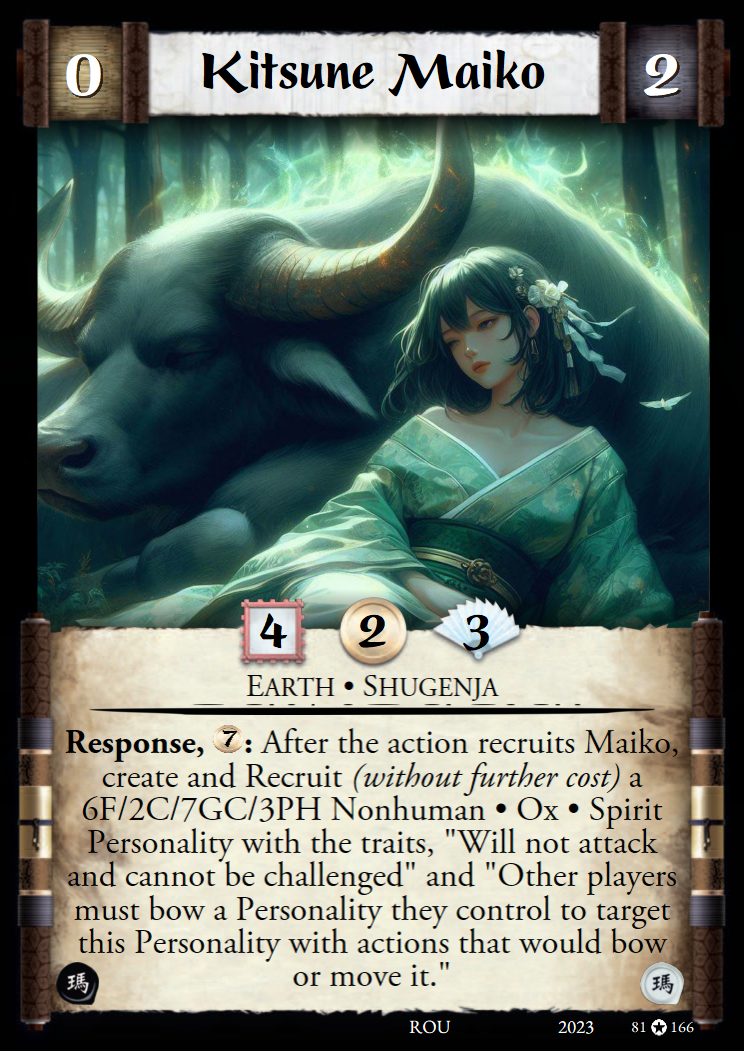 0 Kitsune Maiko 2
4 2 3
Earth • Shugenja
Response, 7: After the action recruits Maiko,
create and Recruit (without further cost) a
6F/2C/7GC/3PH Nonhuman • Ox • Spirit
Personality with the traits, "Will not attack
and cannot be challenged" and "Other players
must bow a Personality they control to target
this Personality with actions that would bow
or move it."
瑪 瑪
ROU 2023 81 166